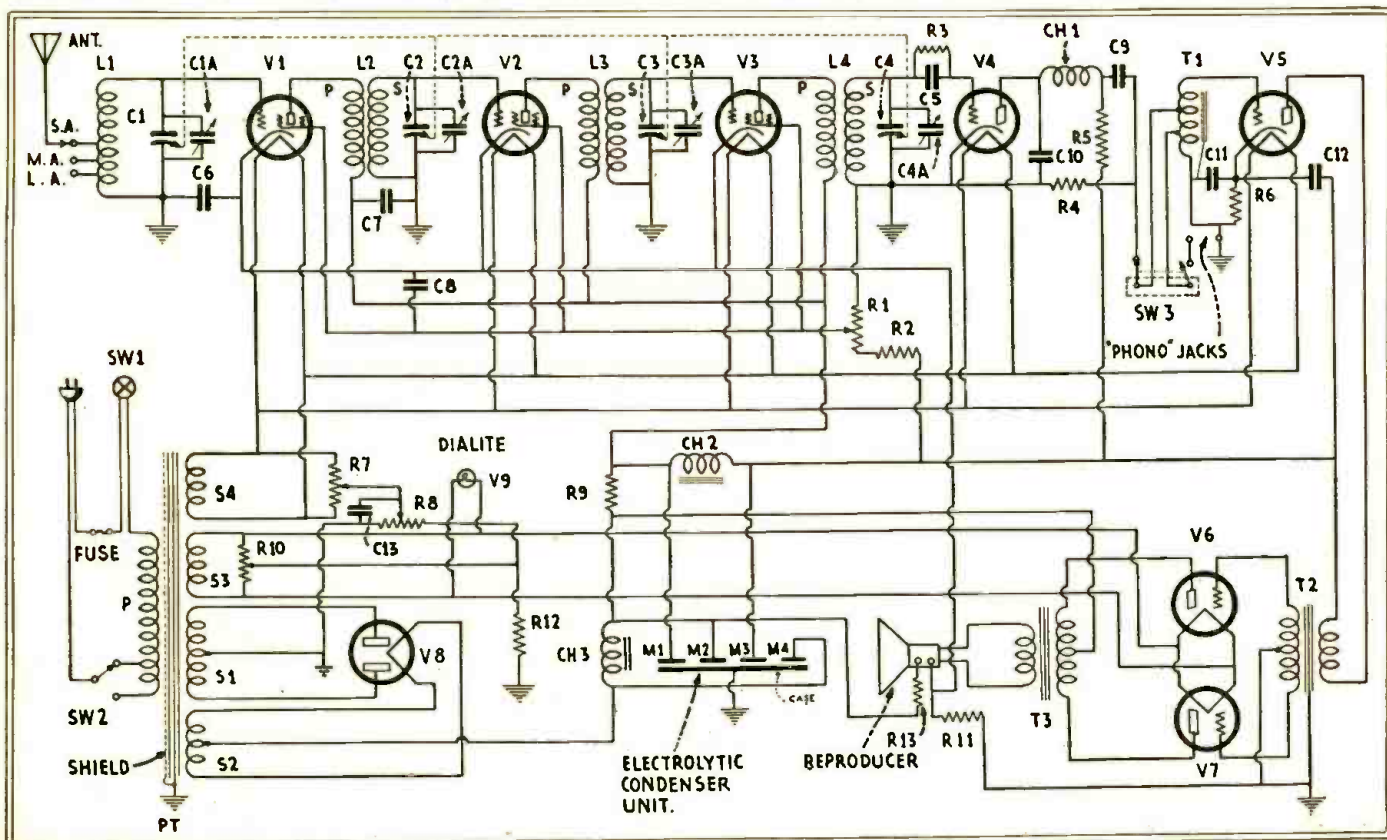 ANT.
L1
C1A
V1
L2
C2
C2A
V2
L3
C3
C3A
V3
L4
C4
R3
C5
V4
CH1
C9
T1
V5
P
S
P
S
P
S
C1
S.A.
M.A.
L.A.
C6
C7
C4A
C10
R5
R4
C11
R6
C12
C8
R1
R2
SW3
"PHONO" JACKS
SW1
DIALITE
CH2
V9
S4
R7
R8
C13
R9
FUSE
R10
S3
P
V6
T2
S1
V8
R12
CH3
M1
M2
M3
M4
CASE
SW2
S2
SHIELD
PT
ELECTROLYTIC
CONDENSER
UNIT.
BEPRODUCER
R13
R11
T3
V7